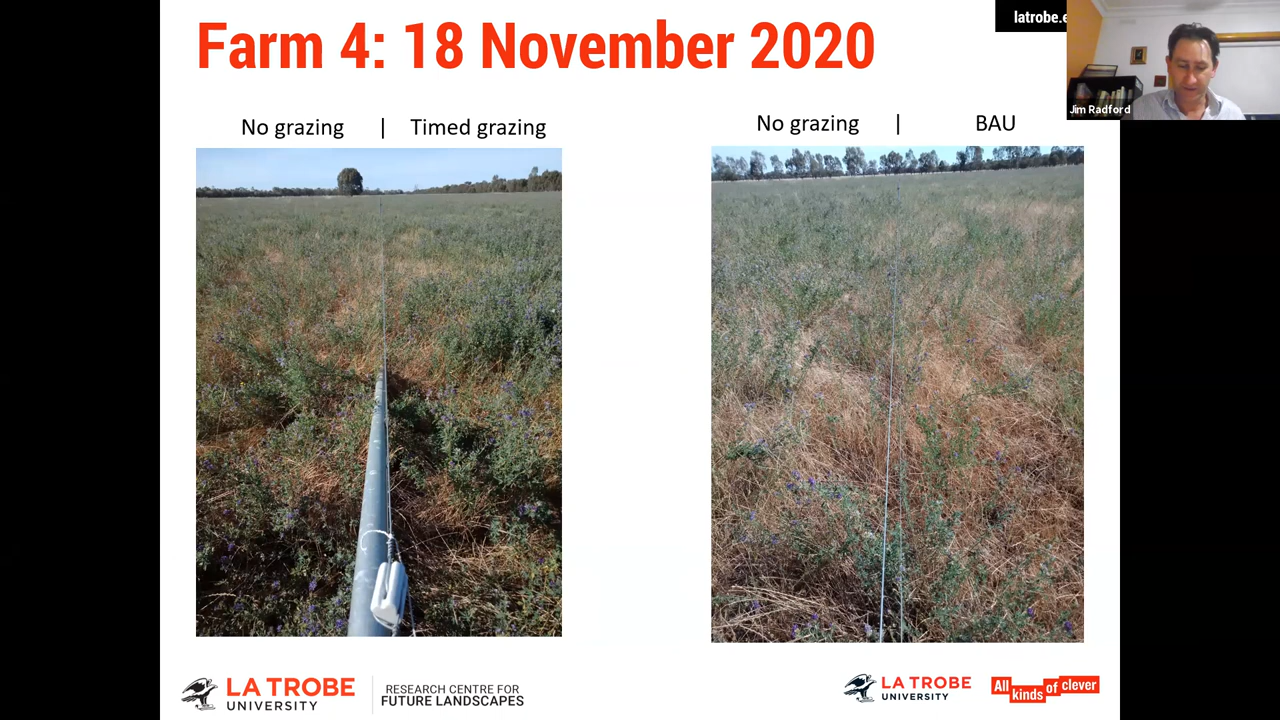 Farm 4: 18 November 2020
latrobe.e
Jim Radford
No grazing | Timed grazing
No grazing | BAU
LA TROBE
UNIVERSITY
RESEARCH CENTRE FOR
FUTURE LANDSCAPES
LA TROBE
UNIVERSITY
All kinds of clever